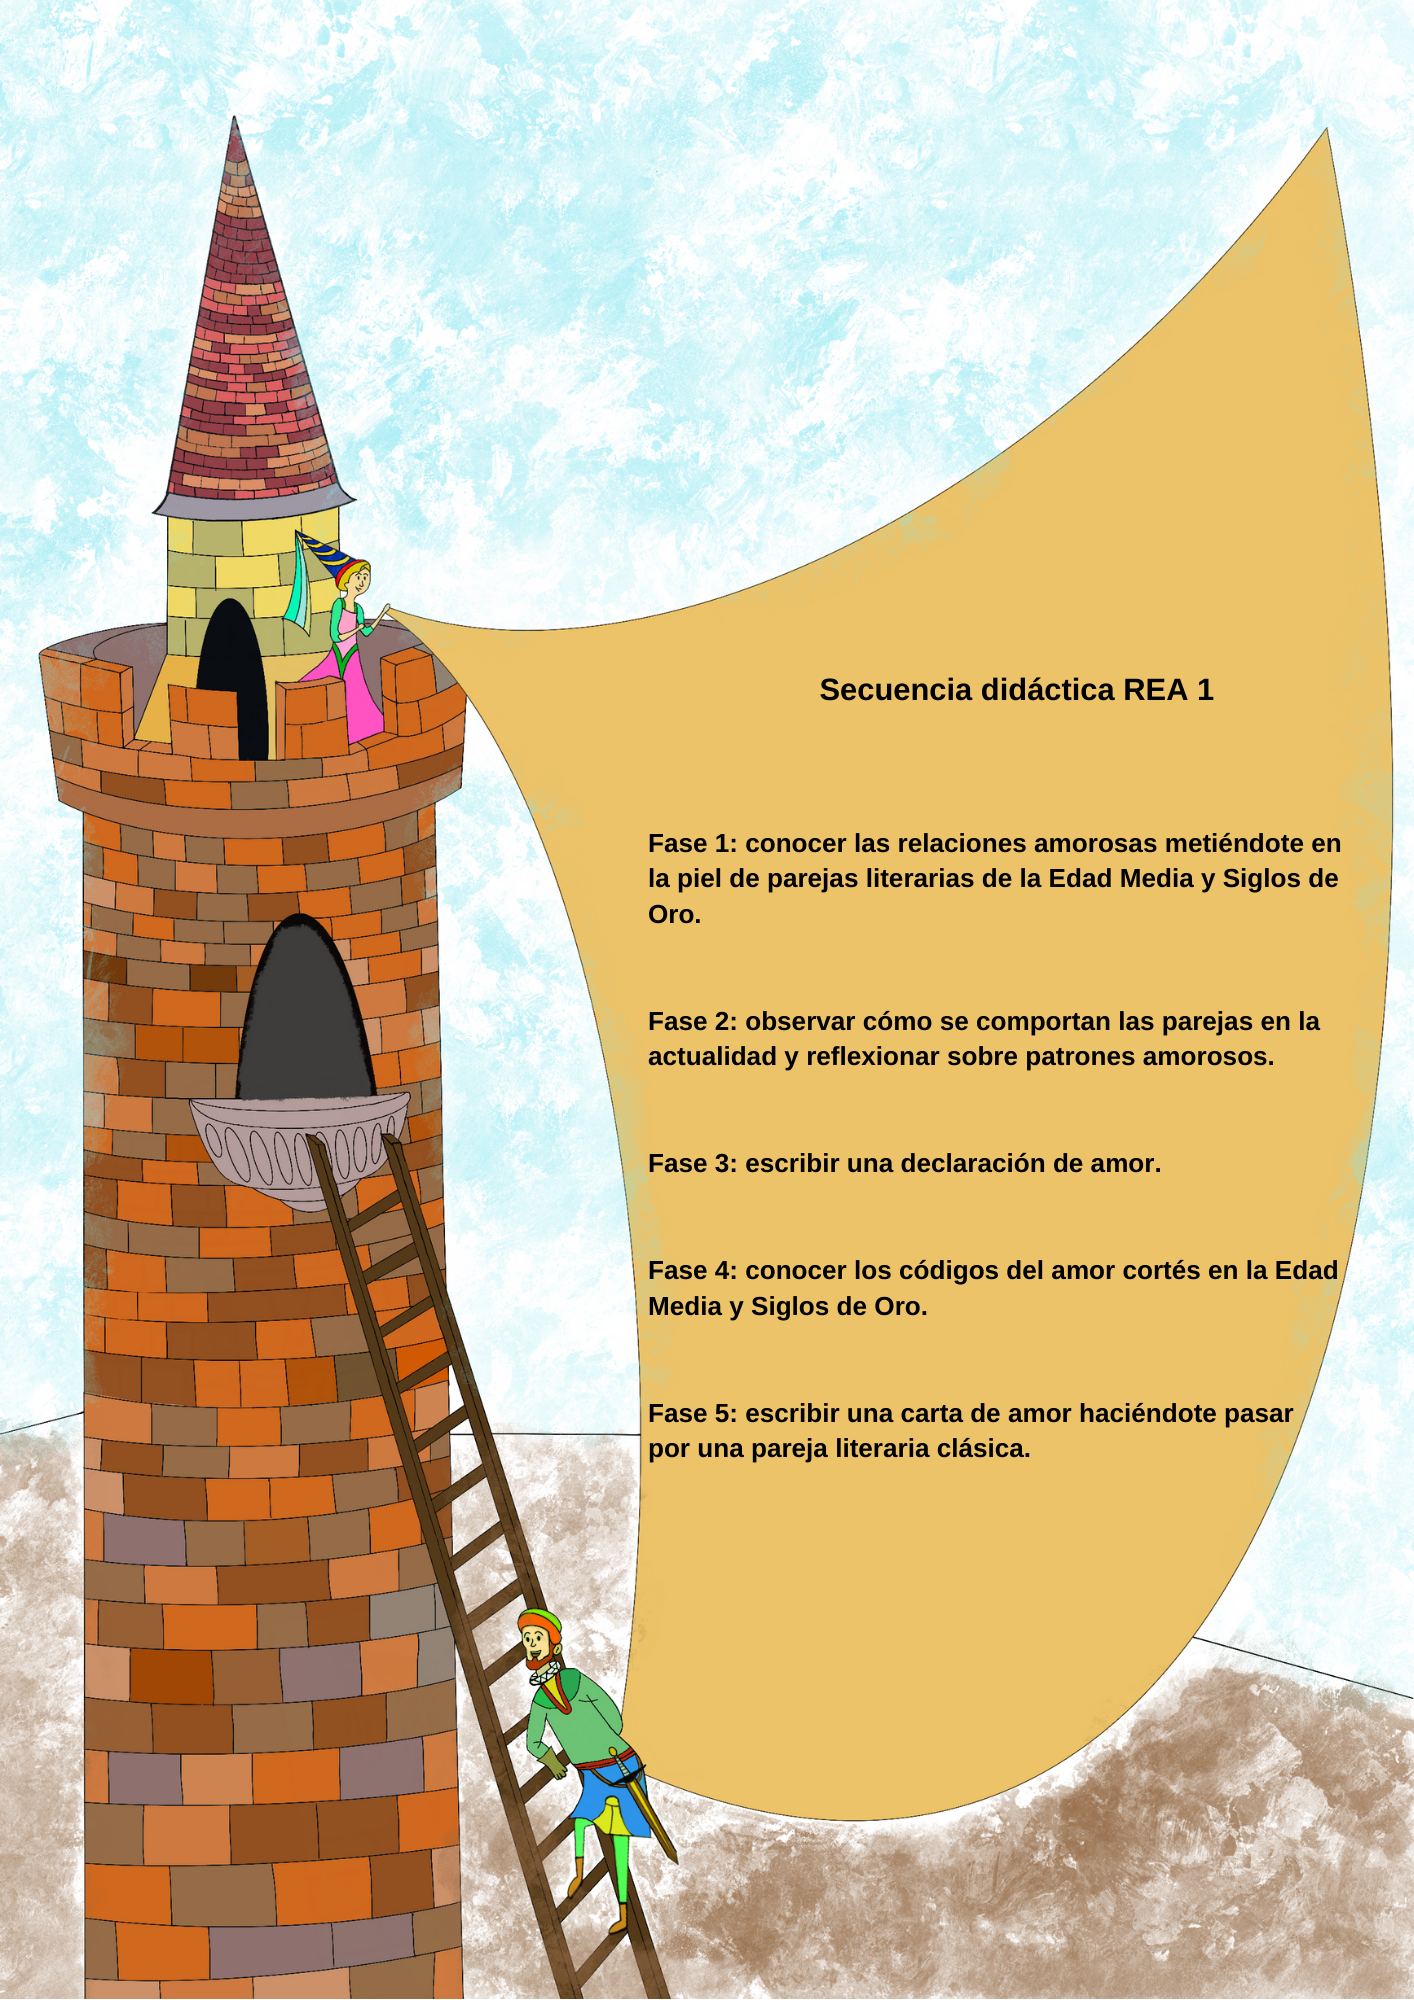 Secuencia didáctica REA 1
Fase 1: conocer las relaciones amorosas metiéndote en
la piel de parejas literarias de la Edad Media y Siglos de
Oro.
Fase 2: observar cómo se comportan las parejas en la
actualidad y reflexionar sobre patrones amorosos.
Fase 3: escribir una declaración de amor.
Fase 4: conocer los códigos del amor cortés en la Edad
Media y Siglos de Oro.
Fase 5: escribir una carta de amor haciéndote pasar
por una pareja literaria clásica.